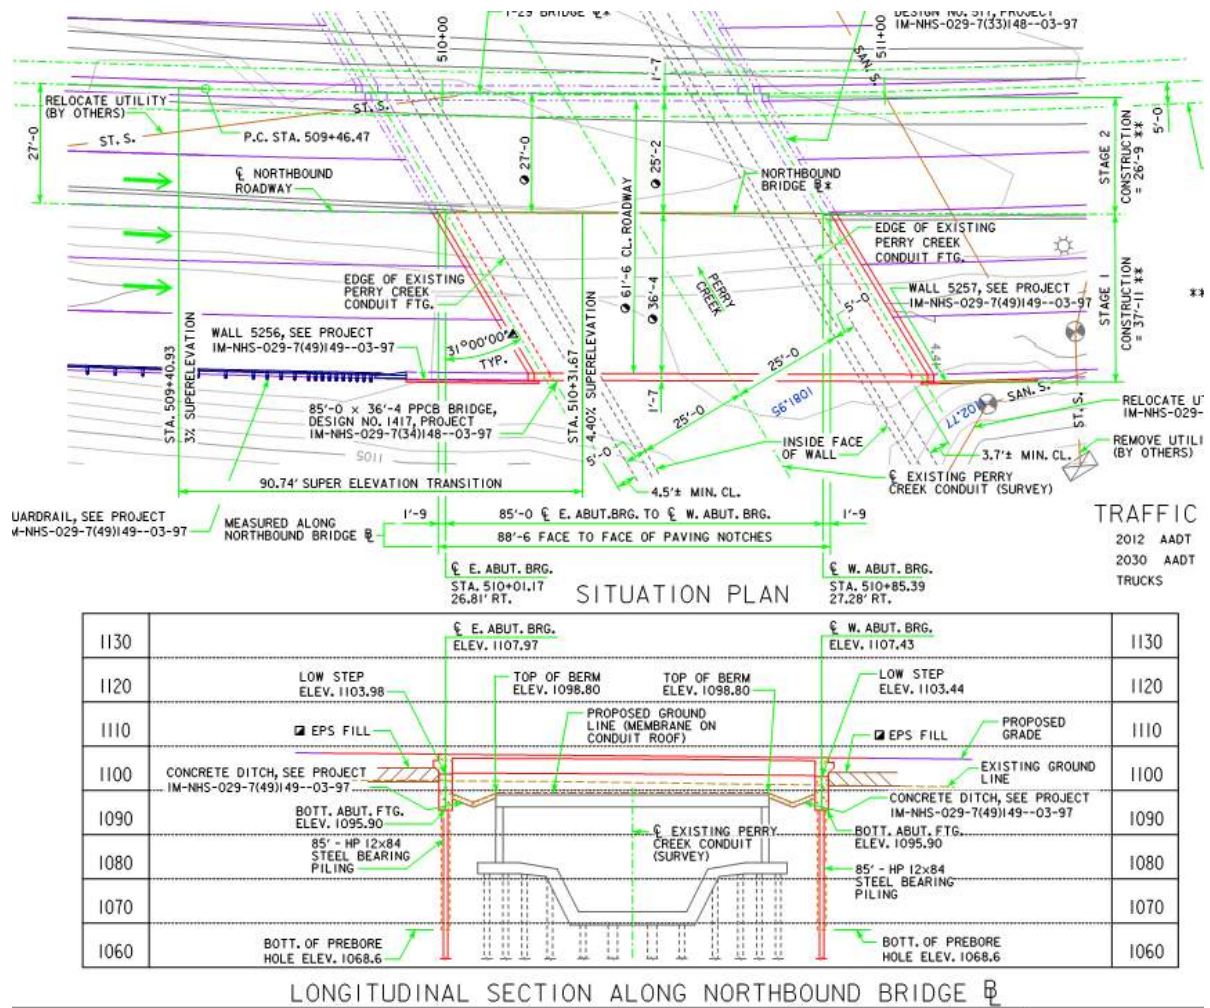 I-29 BRIDGE ℄*
510+00
DESIGN NO. 517, PROJECT
IM-NHS-029-7(33)148--03-97
511+00
SAN. S.
1'-7
RELOCATE UTILITY
(BY OTHERS)
ST. S.
ST. S.
P.C. STA. 509+46.47
27'-0
27'-0
25'-2
5'-0
STAGE 2
CONSTRUCTION
= 26'-9 **
℄ NORTHBOUND
ROADWAY
61'-6 CL. ROADWAY
NORTHBOUND
BRIDGE ℄*
EDGE OF EXISTING
PERRY CREEK
CONDUIT FTG.
EDGE OF EXISTING
PERRY CREEK
CONDUIT FTG.
PERRY
CREEK
36'-4
WALL 5257, SEE PROJECT
IM-NHS-029-7(49)149--03-97
STAGE 1
CONSTRUCTION
= 37'-11 **
**
5'-0
WALL 5256, SEE PROJECT
IM-NHS-029-7(49)149--03-97
31°00'00"
TYP.
STA. 509+40.93
3% SUPERELEVATION
STA. 510+31.67
4.40% SUPERELEVATION
25'-0
25'-0
1'-7
1081.95
1102.77
SAN. S.
ST. S.
85'-0 x 36'-4 PPCB BRIDGE,
DESIGN NO. 1417, PROJECT
IM-NHS-029-7(34)148--03-97
RELOCATE UT
IM-NHS-029-
5'-0
1105
INSIDE FACE
OF WALL
3.7'± MIN. CL.
REMOVE UTILI
(BY OTHERS)
90.74' SUPER ELEVATION TRANSITION
4.5'± MIN. CL.
℄ EXISTING PERRY
CREEK CONDUIT (SURVEY)
UARDRAIL, SEE PROJECT
M-NHS-029-7(49)149--03-97
MEASURED ALONG
NORTHBOUND BRIDGE ℄
1'-9
85'-0 ℄ E. ABUT.BRG. TO ℄ W. ABUT. BRG.
1'-9
88'-6 FACE TO FACE OF PAVING NOTCHES
TRAFFIC
2012 AADT
2030 AADT
TRUCKS
℄ E. ABUT. BRG.
STA. 510+01.17
26.81' RT.
SITUATION PLAN
℄ W. ABUT. BRG.
STA. 510+85.39
27.28' RT.
1130
℄ E. ABUT. BRG.
ELEV. 1107.97
℄ W. ABUT. BRG.
ELEV. 1107.43
1130
1120
LOW STEP
ELEV. 1103.98
TOP OF BERM
ELEV. 1098.80
TOP OF BERM
ELEV. 1098.80
LOW STEP
ELEV. 1103.44
1120
1110
EPS FILL
PROPOSED GROUND
LINE (MEMBRANE ON
CONDUIT ROOF)
EPS FILL
PROPOSED
GRADE
1110
1100
CONCRETE DITCH, SEE PROJECT
IM-NHS-029-7(49)149--03-97
EXISTING GROUND
LINE
1100
CONCRETE DITCH, SEE PROJECT
IM-NHS-029-7(49)149--03-97
1090
BOTT. ABUT. FTG.
ELEV. 1095.90
℄ EXISTING PERRY
CREEK CONDUIT
(SURVEY)
BOTT. ABUT. FTG.
ELEV. 1095.90
1090
1080
85' - HP 12x84
STEEL BEARING
PILING
85' - HP 12x84
STEEL BEARING
PILING
1080
1070
1070
1060
BOTT. OF PREBORE
HOLE ELEV. 1068.6
BOTT. OF PREBORE
HOLE ELEV. 1068.6
1060
LONGITUDINAL SECTION ALONG NORTHBOUND BRIDGE ℄